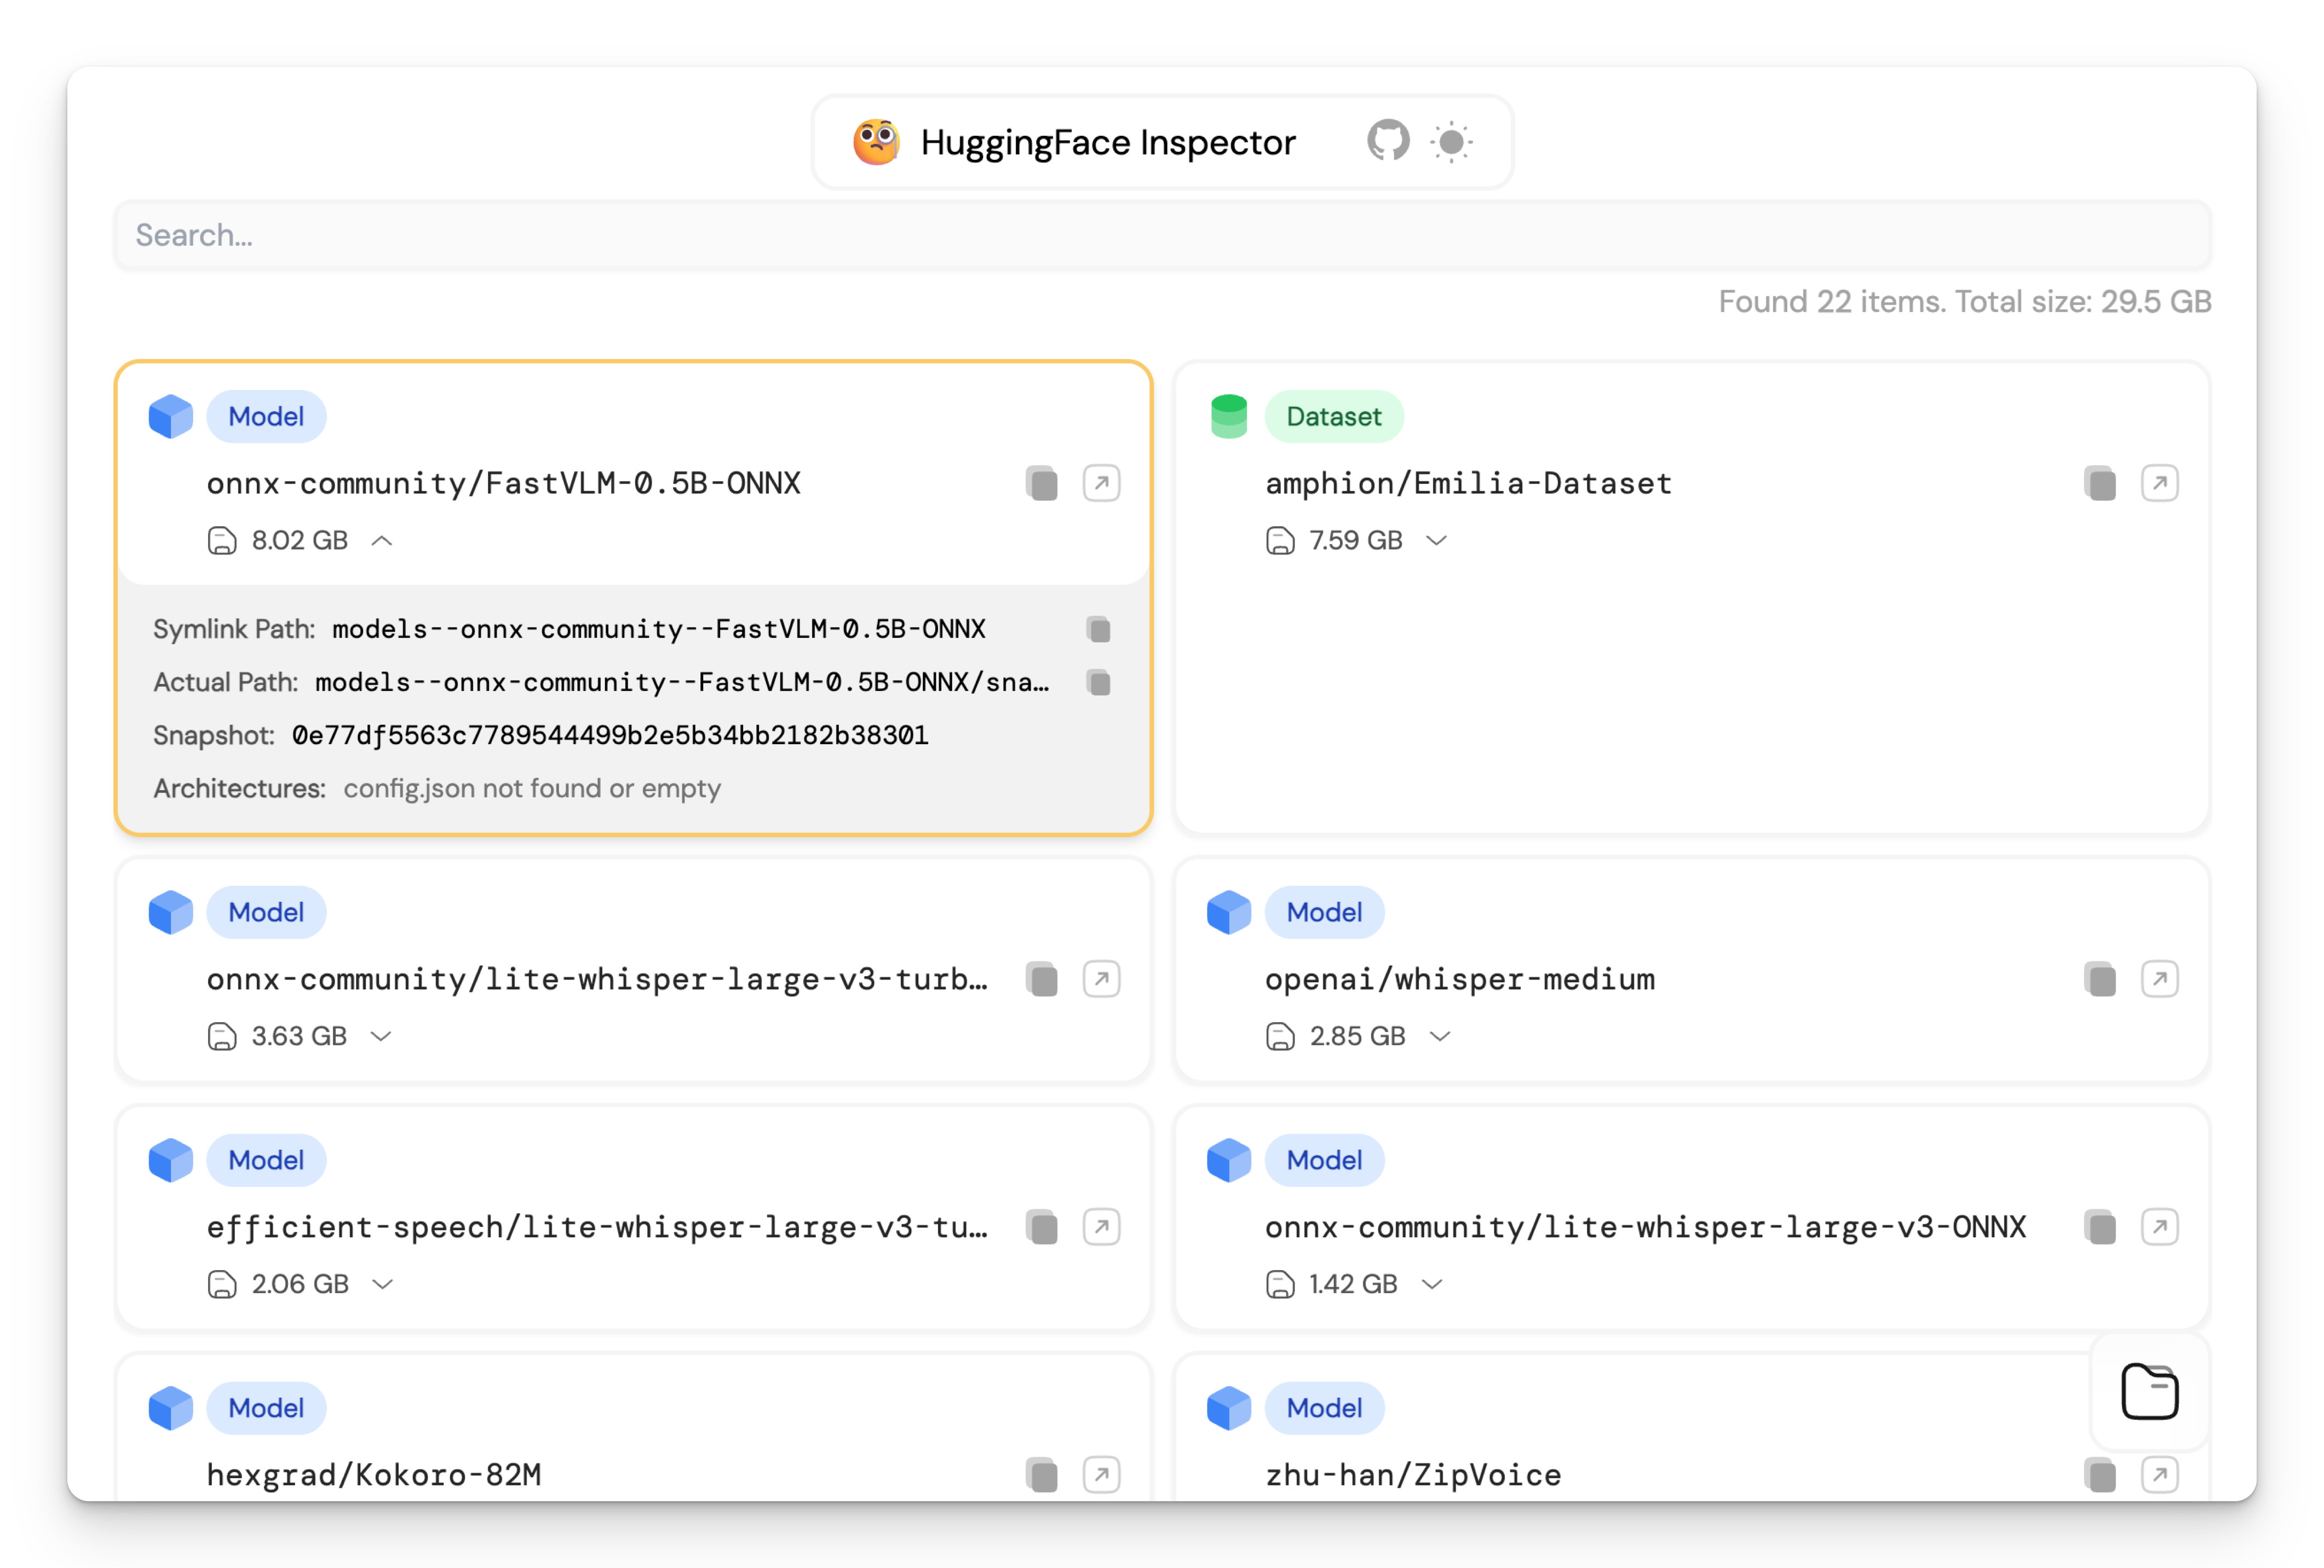 HuggingFace Inspector
Search...
Found 22 items. Total size: 29.5 GB
Model
onnx-community/FastVLM-0.5B-ONNX
8.02 GB
Symlink Path: models--onnx-community--FastVLM-0.5B-ONNX
Actual Path: models--onnx-community--FastVLM-0.5B-ONNX/sna…
Snapshot: 0e77df5563c7789544499b2e5b34bb2182b38301
Architectures: config.json not found or empty
Dataset
amphion/Emilia-Dataset
7.59 GB
Model
onnx-community/lite-whisper-large-v3-turb…
3.63 GB
Model
openai/whisper-medium
2.85 GB
Model
efficient-speech/lite-whisper-large-v3-tu…
2.06 GB
Model
onnx-community/lite-whisper-large-v3-ONNX
1.42 GB
Model
hexgrad/Kokoro-82M
Model
zhu-han/ZipVoice